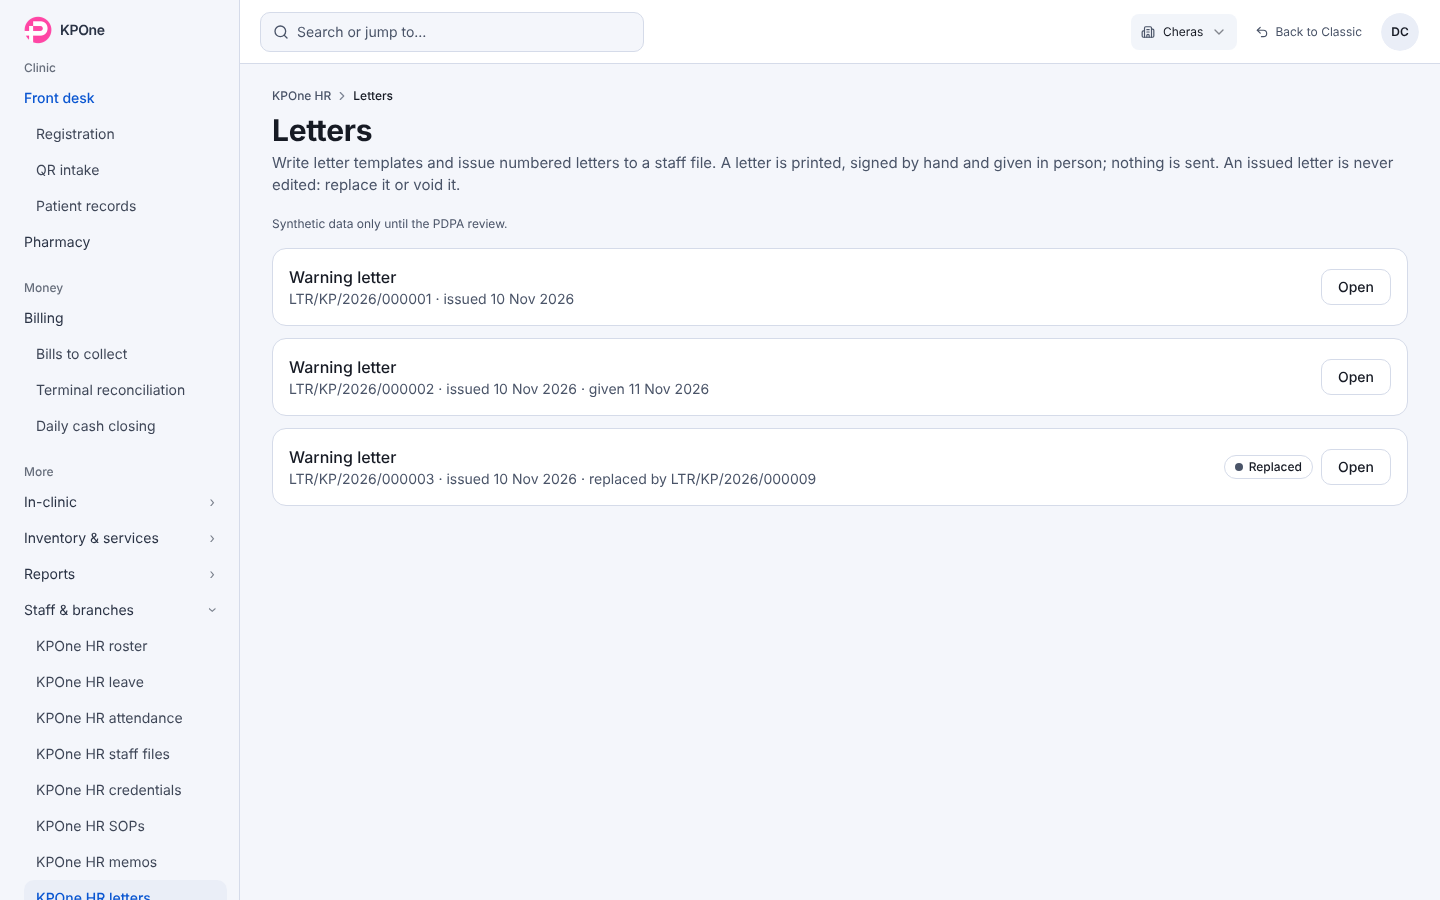 KPOne
Search or jump to...
Cheras
Back to Classic
DC
Clinic
Front desk
Registration
QR intake
Patient records
Pharmacy
Money
Billing
Bills to collect
Terminal reconciliation
Daily cash closing
More
In-clinic
Inventory & services
Reports
Staff & branches
KPOne HR roster
KPOne HR leave
KPOne HR attendance
KPOne HR staff files
KPOne HR credentials
KPOne HR SOPs
KPOne HR memos
KPOne HR letters
KPOne HR > Letters
Letters
Write letter templates and issue numbered letters to a staff file. A letter is printed, signed by hand and given in person; nothing is sent. An issued letter is never
edited: replace it or void it.
Synthetic data only until the PDPA review.
Warning letter
LTR/KP/2026/000001 · issued 10 Nov 2026
Open
Warning letter
LTR/KP/2026/000002 · issued 10 Nov 2026 · given 11 Nov 2026
Open
Warning letter
LTR/KP/2026/000003 · issued 10 Nov 2026 · replaced by LTR/KP/2026/000009
Replaced
Open